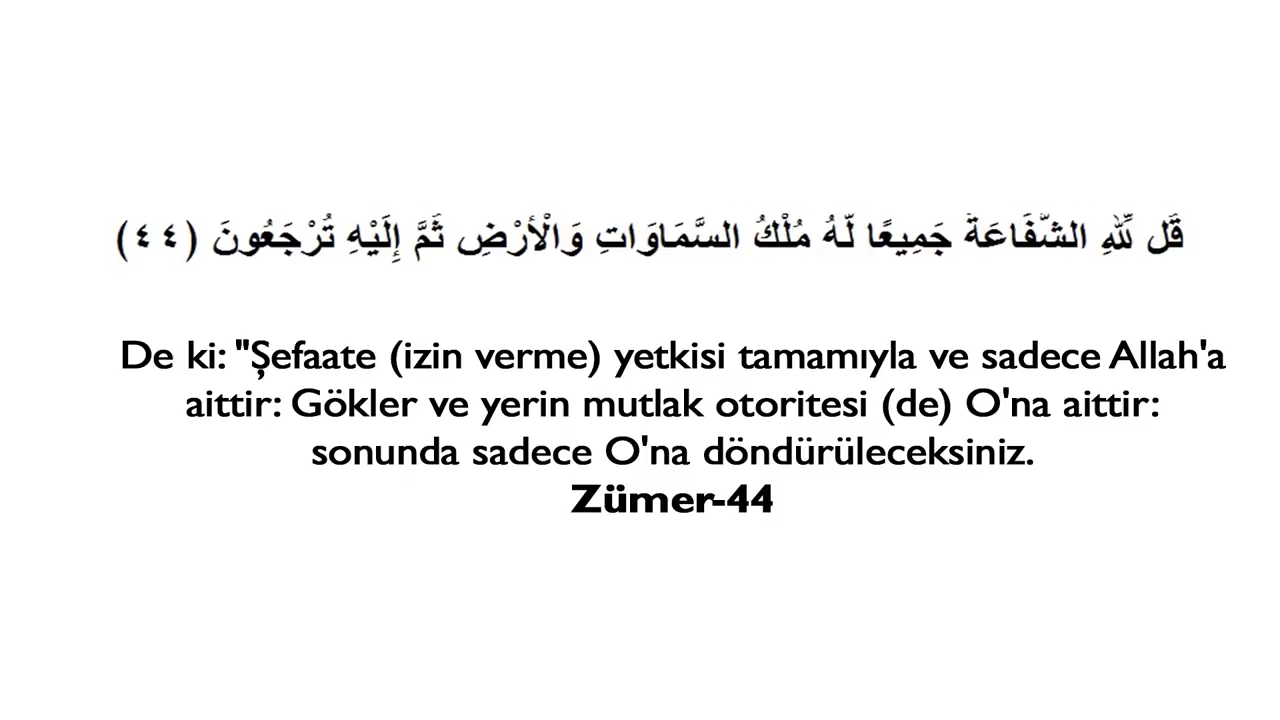 قُل لِّلَّهِ الشَّفَاعَةُ جَمِيعًا لَّهُ مُلْكُ السَّمَاوَاتِ وَالْأَرْضِ ثُمَّ إِلَيْهِ تُرْجَعُونَ (٤٤)
De ki: "Şefaate (izin verme) yetkisi tamamıyla ve sadece Allah'a
aittir: Gökler ve yerin mutlak otoritesi (de) O'na aittir:
sonunda sadece O'na döndürüleceksiniz.
Zümer-44